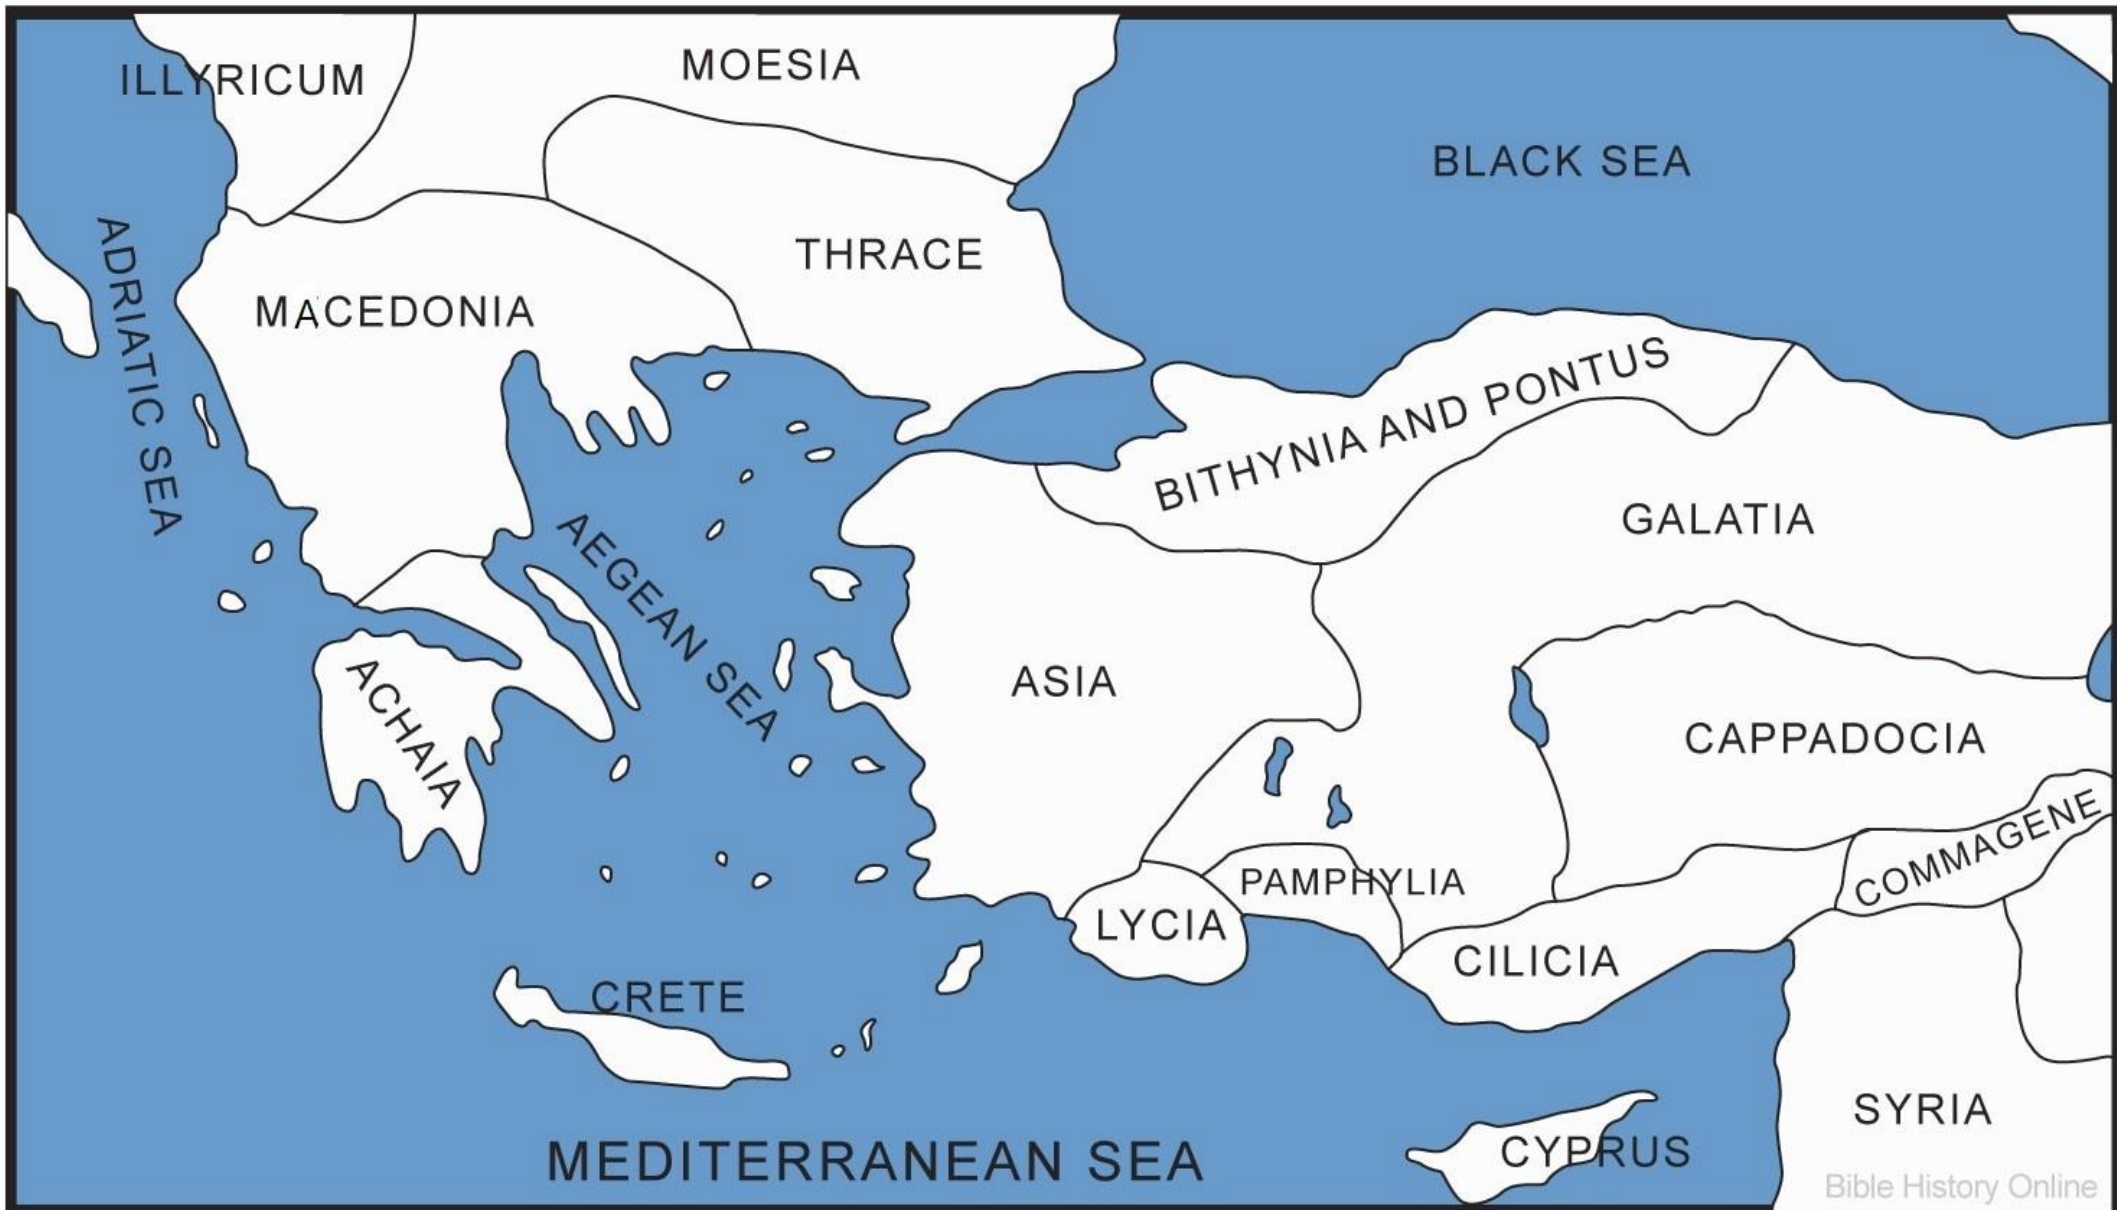 ILLYRICUM
MOESIA
BLACK SEA
ADRIATIC SEA
THRACE
MACEDONIA
BITHYNIA AND PONTUS
GALATIA
AEGEAN SEA
ASIA
ACHAIA
CAPPADOCIA
COMMAGENE
PAMPHYLIA
LYCIA
CILICIA
CRETE
SYRIA
CYPRUS
MEDITERRANEAN SEA
Bible History Online